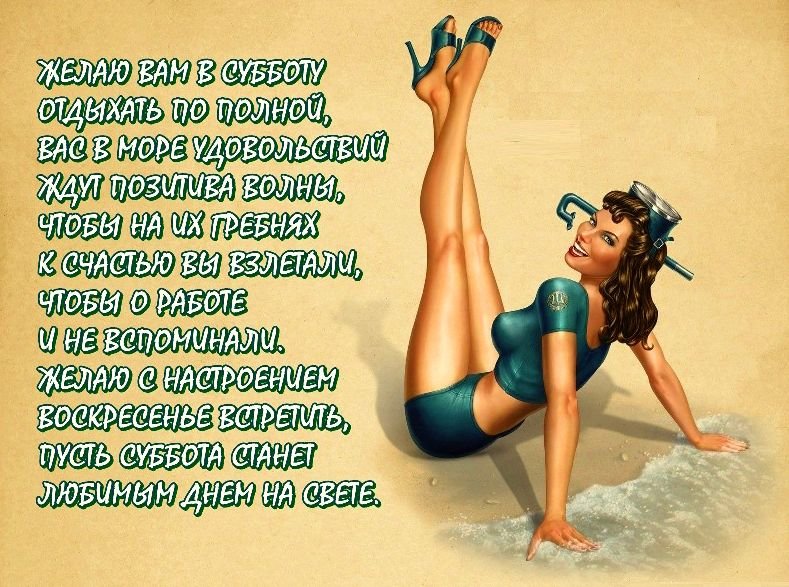 ЖЕЛАЮ ВАМ В СУББОТУ
ОТДЫХАТЬ ПО ПОЛНОЙ,
ВАС В МОРЕ УДОВОЛЬСТВИЙ
ЖДУТ ПОЗИТИВА ВОЛНЫ,
ЧТОБЫ НА ИХ ГРЕБНЯХ
К СЧАСТЬЮ ВЫ ВЗЛЕТАЛИ,
ЧТОБЫ О РАБОТЕ
И НЕ ВСПОМИНАЛИ.
ЖЕЛАЮ С НАСТРОЕНИЕМ
ВОСКРЕСЕНЬЕ ВСТРЕТИТЬ,
ПУСТЬ СУББОТА СТАНЕТ
ЛЮБИМЫМ ДНЕМ НА СВЕТЕ.